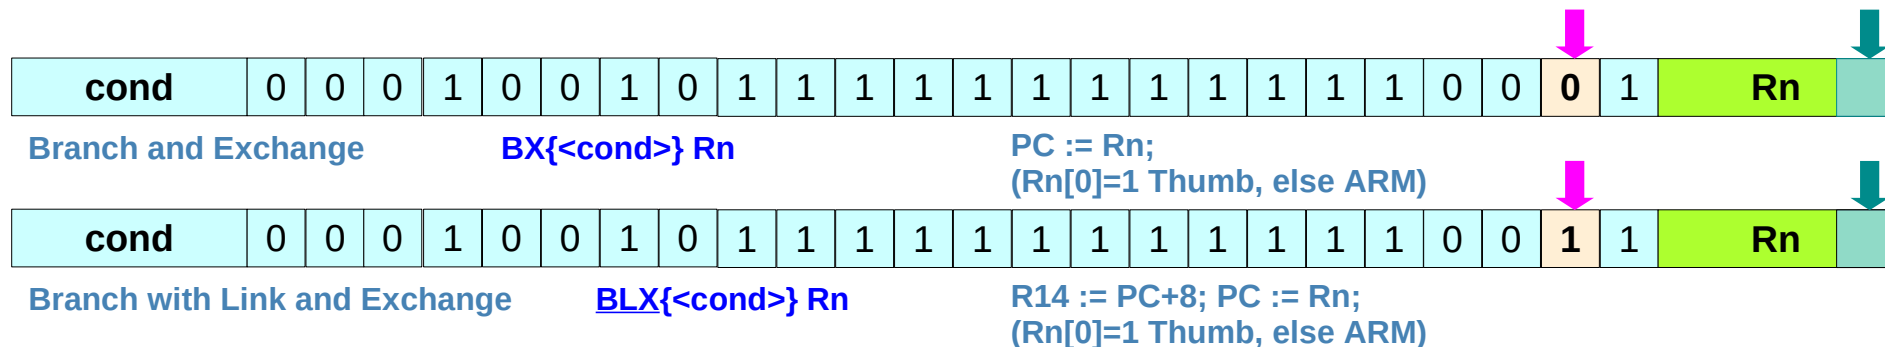 cond 0 0 0 1 0 0 1 0 1 1 1 1 1 1 1 1 1 1 1 1 0 0 0 1 Rn
Branch and Exchange BX{<cond>} Rn PC := Rn;
(Rn[0]=1 Thumb, else ARM)
cond 0 0 0 1 0 0 1 0 1 1 1 1 1 1 1 1 1 1 1 1 0 0 1 1 Rn
Branch with Link and Exchange BLX{<cond>} Rn R14 := PC+8; PC := Rn;
(Rn[0]=1 Thumb, else ARM)